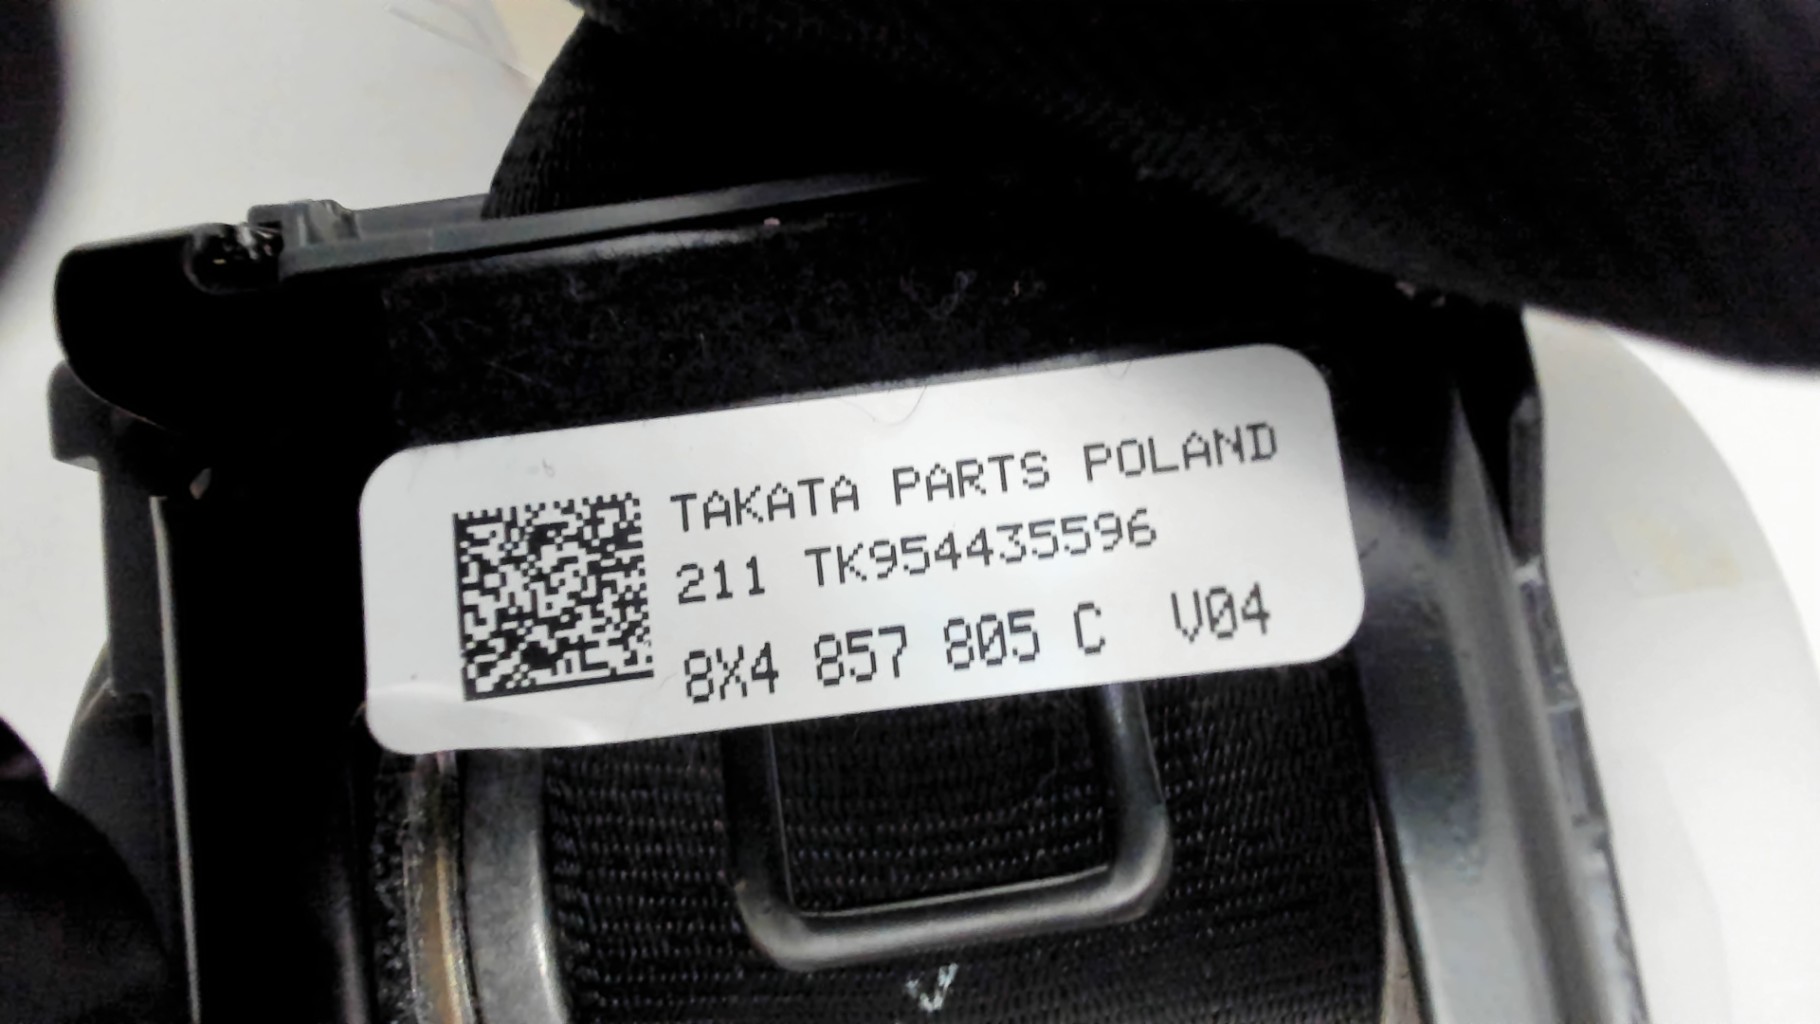 TAKATA PARTS POLAND
211 TK954435596
8X4 857 805 C V04